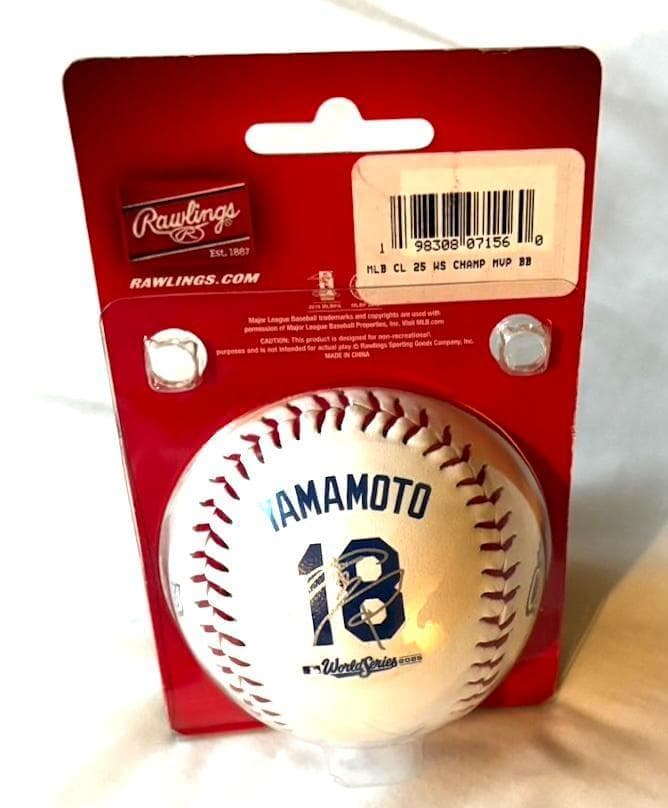 Rawlings
R
Est. 1887
RAWLINGS.COM
1 98308 07156 0
MLB CL 25 WS CHAMP MVP BB
Major League Baseball trademarks and copyrights are used with
permission of Major League Baseball Properties, Inc. Visit MLB.com
CAUTION: This product is designed for non-recreational
purposes and is not intended for actual play © Rawlings Sporting Goods Company, Inc.
MADE IN CHINA
YAMAMOTO
18
World Series 2025